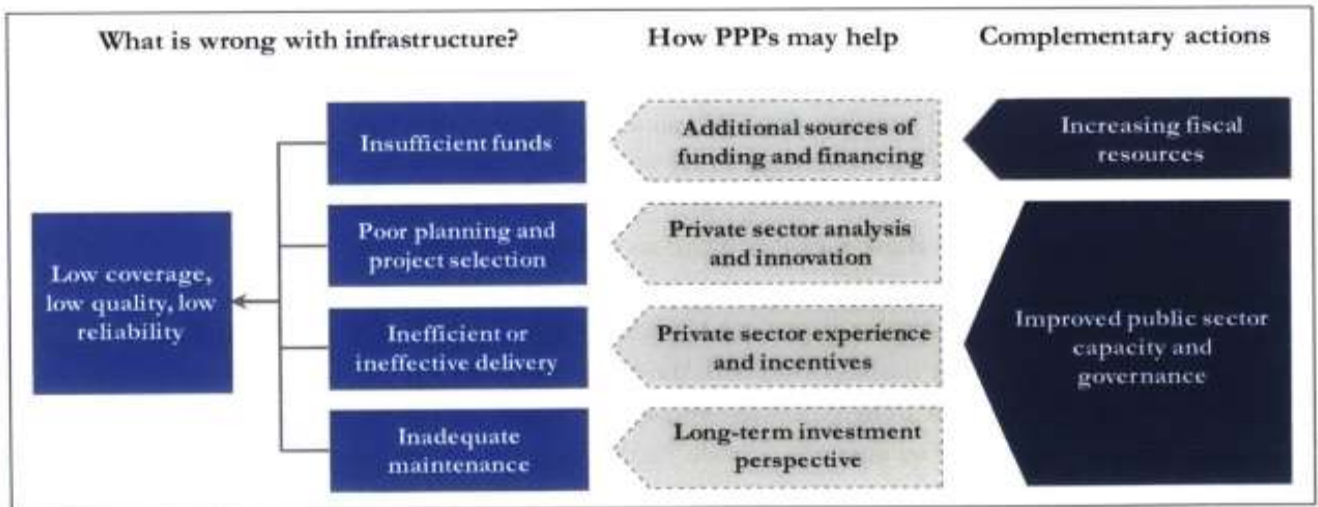 What is wrong with infrastructure?
How PPPs may help
Complementary actions
Low coverage,
low quality, low
reliability
Insufficient funds
Additional sources of
funding and financing
Increasing fiscal
resources
Poor planning and
project selection
Private sector analysis
and innovation
Inefficient or
ineffective delivery
Private sector experience
and incentives
Improved public sector
capacity and
governance
Inadequate
maintenance
Long-term investment
perspective